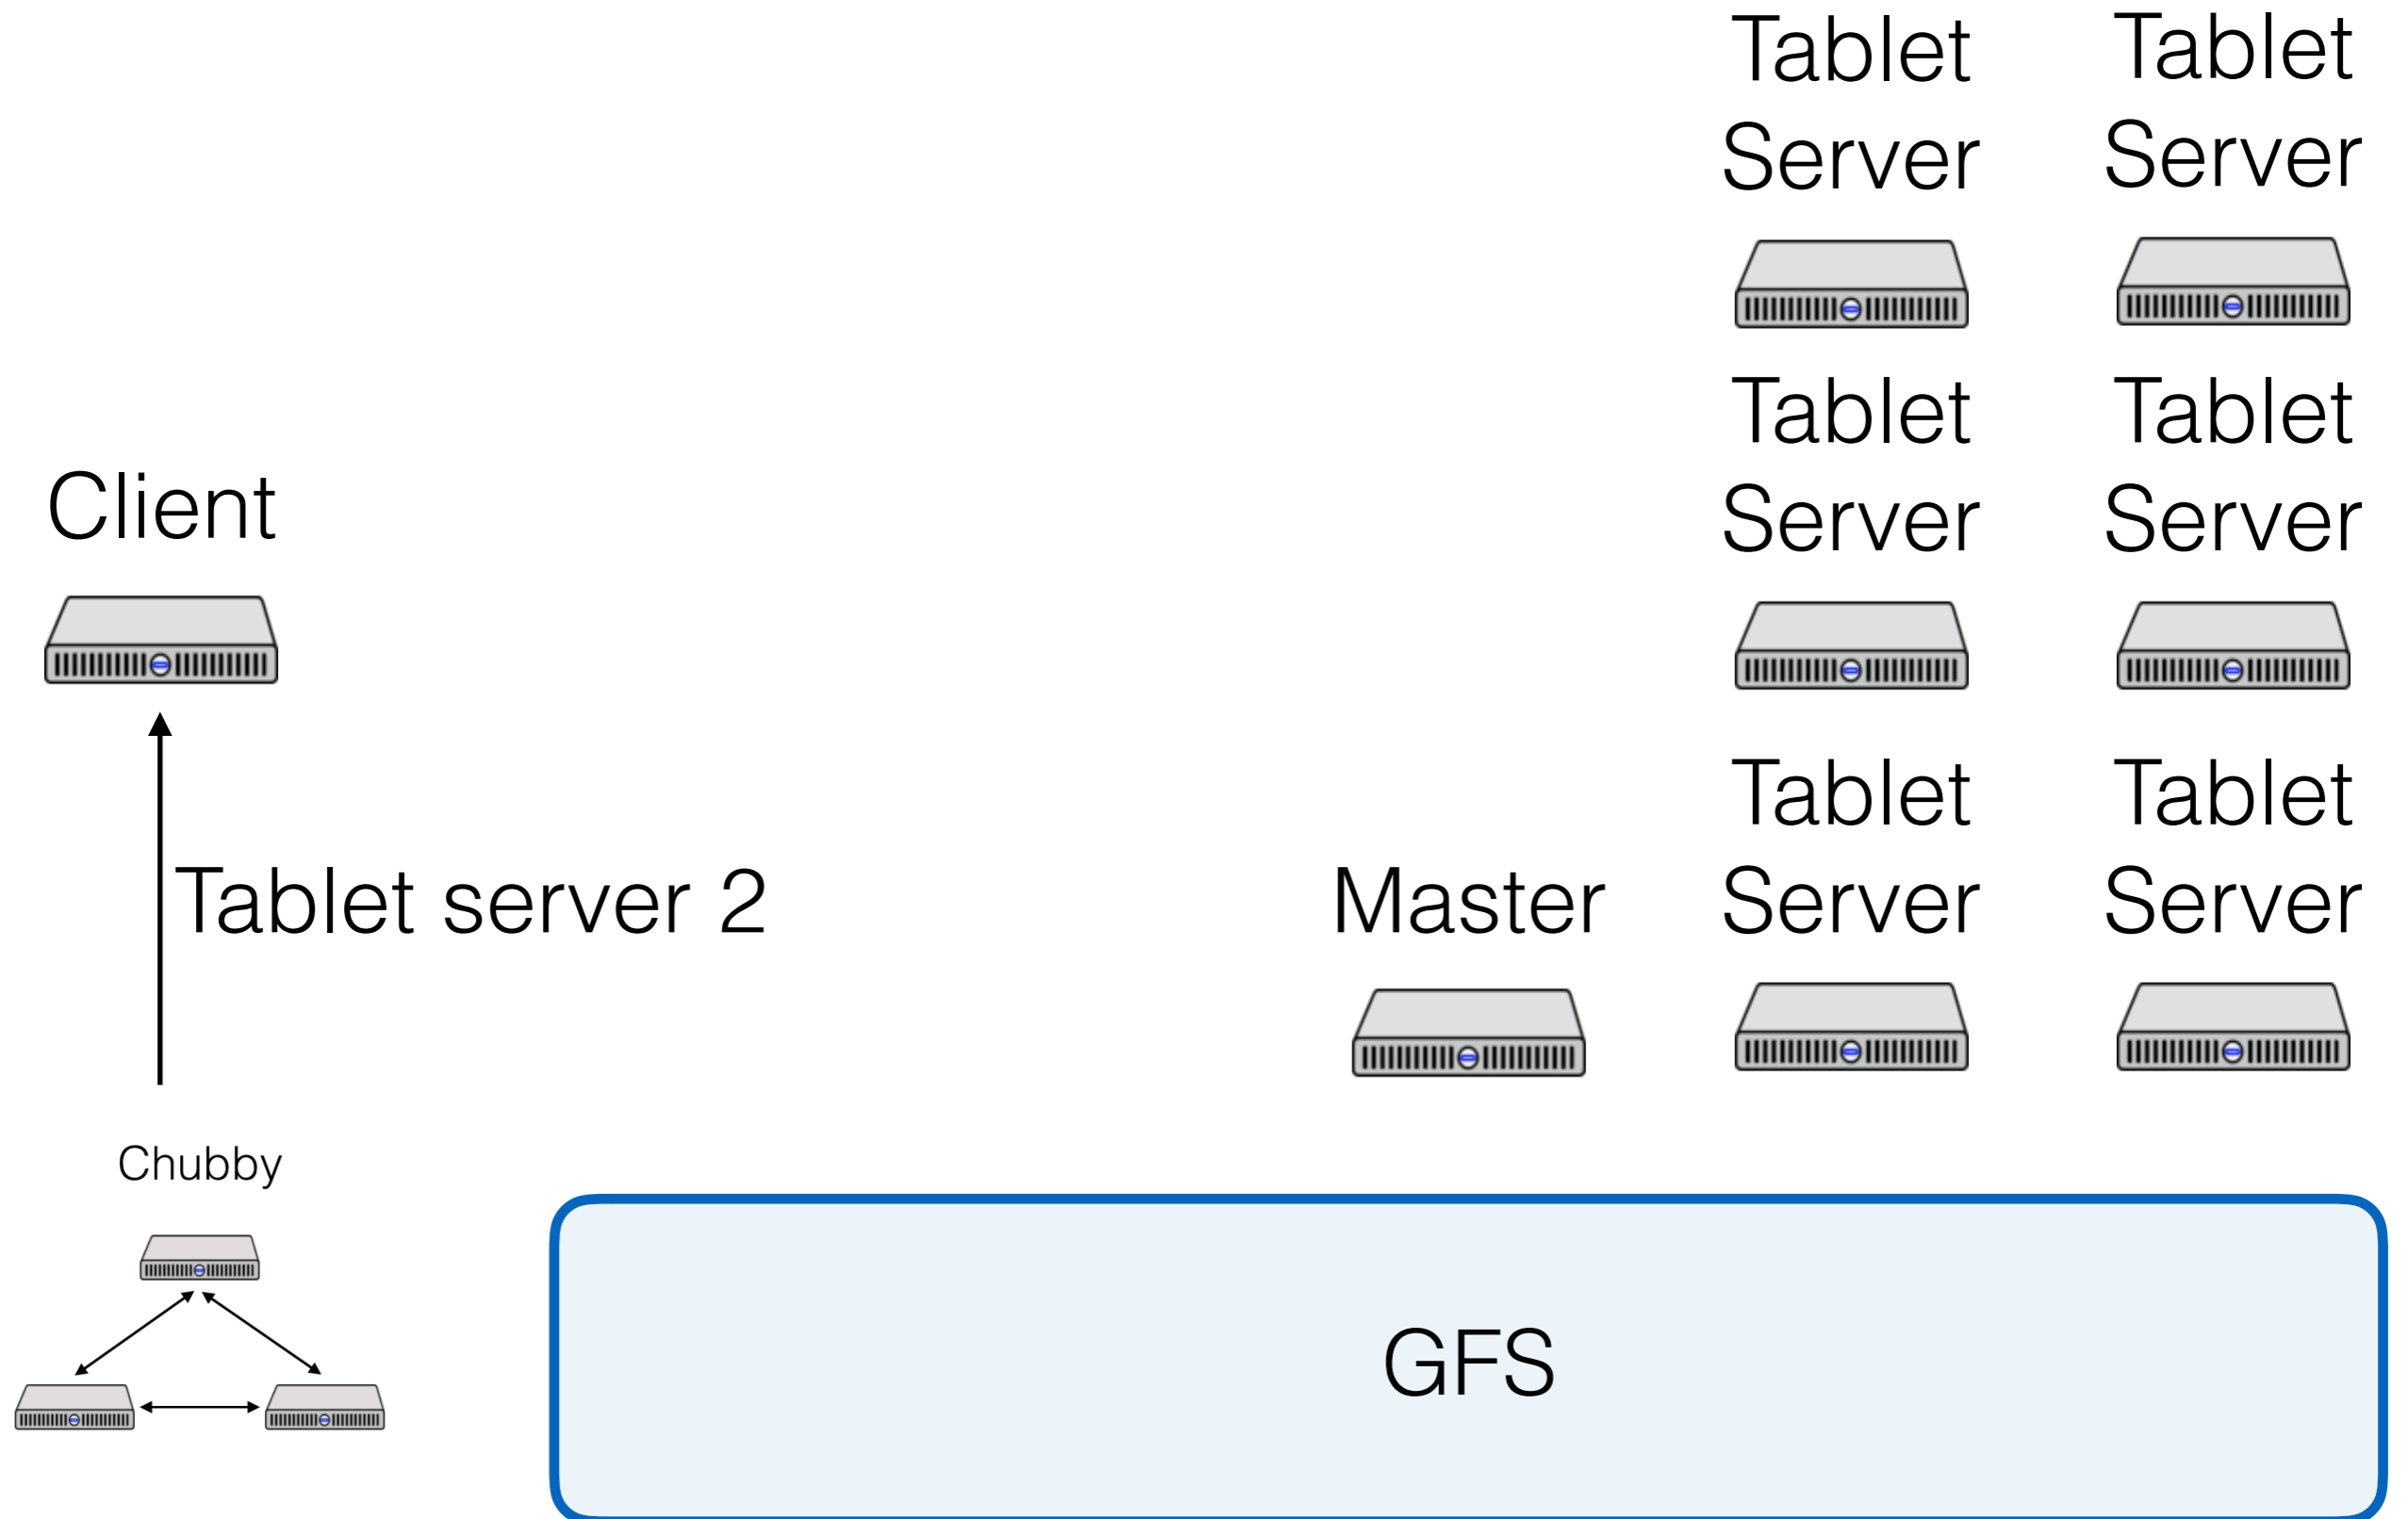 Tablet
Server
Tablet
Server
Tablet
Server
Tablet
Server
Client
Tablet server 2
Master
Tablet
Server
Tablet
Server
Chubby
GFS